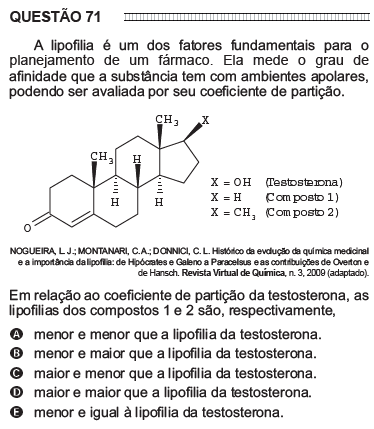 QUESTÃO 71
A lipofilia é um dos fatores fundamentais para o
planejamento de um fármaco. Ela mede o grau de
afinidade que a substância tem com ambientes apolares,
podendo ser avaliada por seu coeficiente de partição.
CH3 X
CH3 H
H H
O
X = OH (Testosterona)
X = H (Composto 1)
X = CH3 (Composto 2)
NOGUEIRA, L. J.; MONTANARI, C. A.; DONNICI, C. L. Histórico da evolução da química medicinal
e a importância da lipofilia: de Hipócrates e Galeno a Paracelsus e as contribuições de Overton e
de Hansch. Revista Virtual de Química, n. 3, 2009 (adaptado).
Em relação ao coeficiente de partição da testosterona, as
lipofilias dos compostos 1 e 2 são, respectivamente,
A menor e menor que a lipofilia da testosterona.
B menor e maior que a lipofilia da testosterona.
C maior e menor que a lipofilia da testosterona.
D maior e maior que a lipofilia da testosterona.
E menor e igual à lipofilia da testosterona.